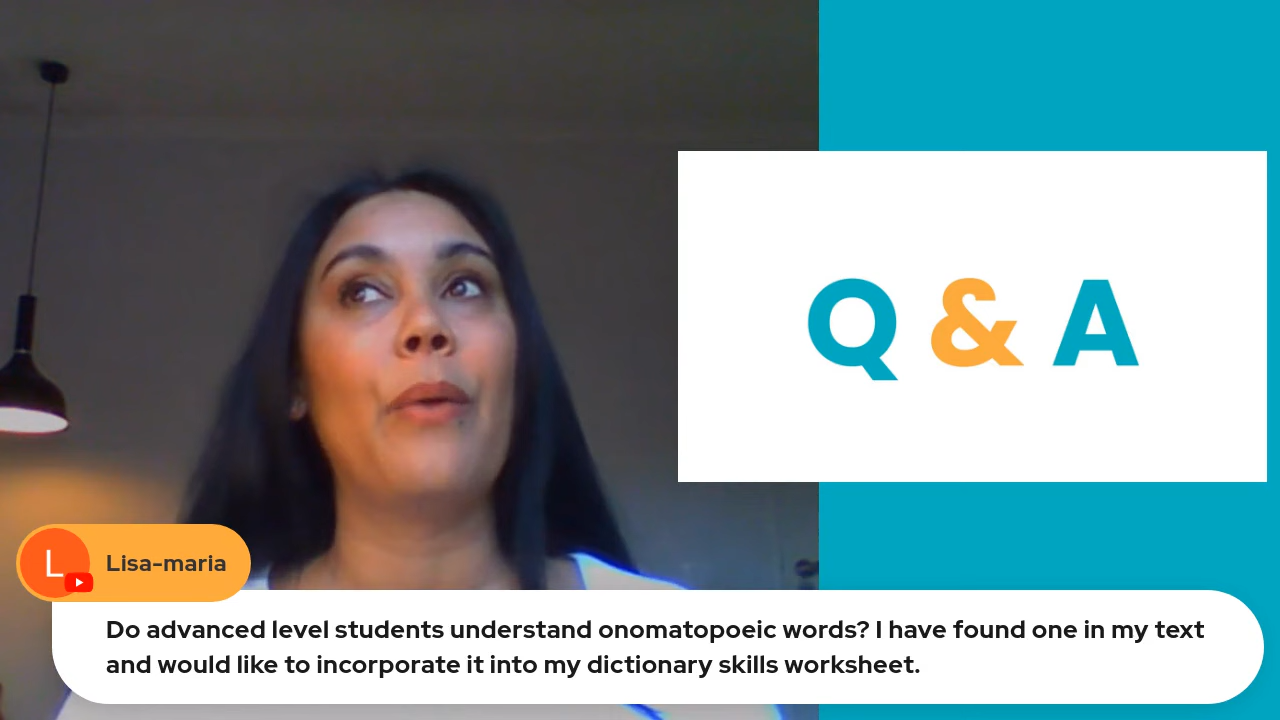 Q & A
L
Lisa-maria
Do advanced level students understand onomatopoeic words? I have found one in my text
and would like to incorporate it into my dictionary skills worksheet.